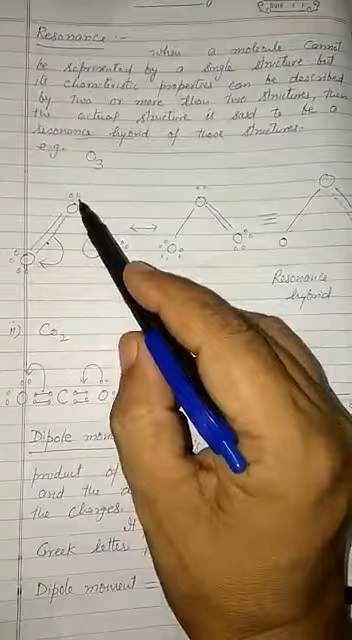 Resonance :-
When a molecule cannot
be represented by a single structure but
its characteristic properties can be described
by two or more than two structures, then
the actual structure is said to be a
resonance hybrid of these structures.
e.g. O3
Resonance
hybrid
ii) CO2
O C O
Dipole mom
product of
and the d
the charges.
It
Greek letter
Dipole moment =